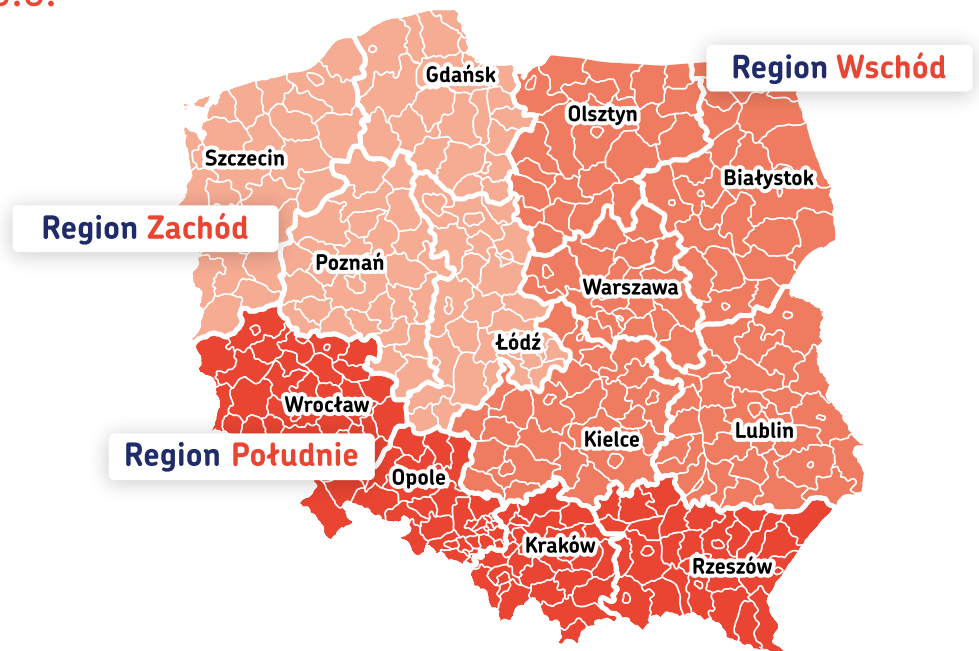 Region Wschód
Gdańsk
Olsztyn
Szczecin
Białystok
Region Zachód
Poznań
Warszawa
Łódź
Wrocław
Lublin
Kielce
Region Południe
Opole
Kraków
Rzeszów